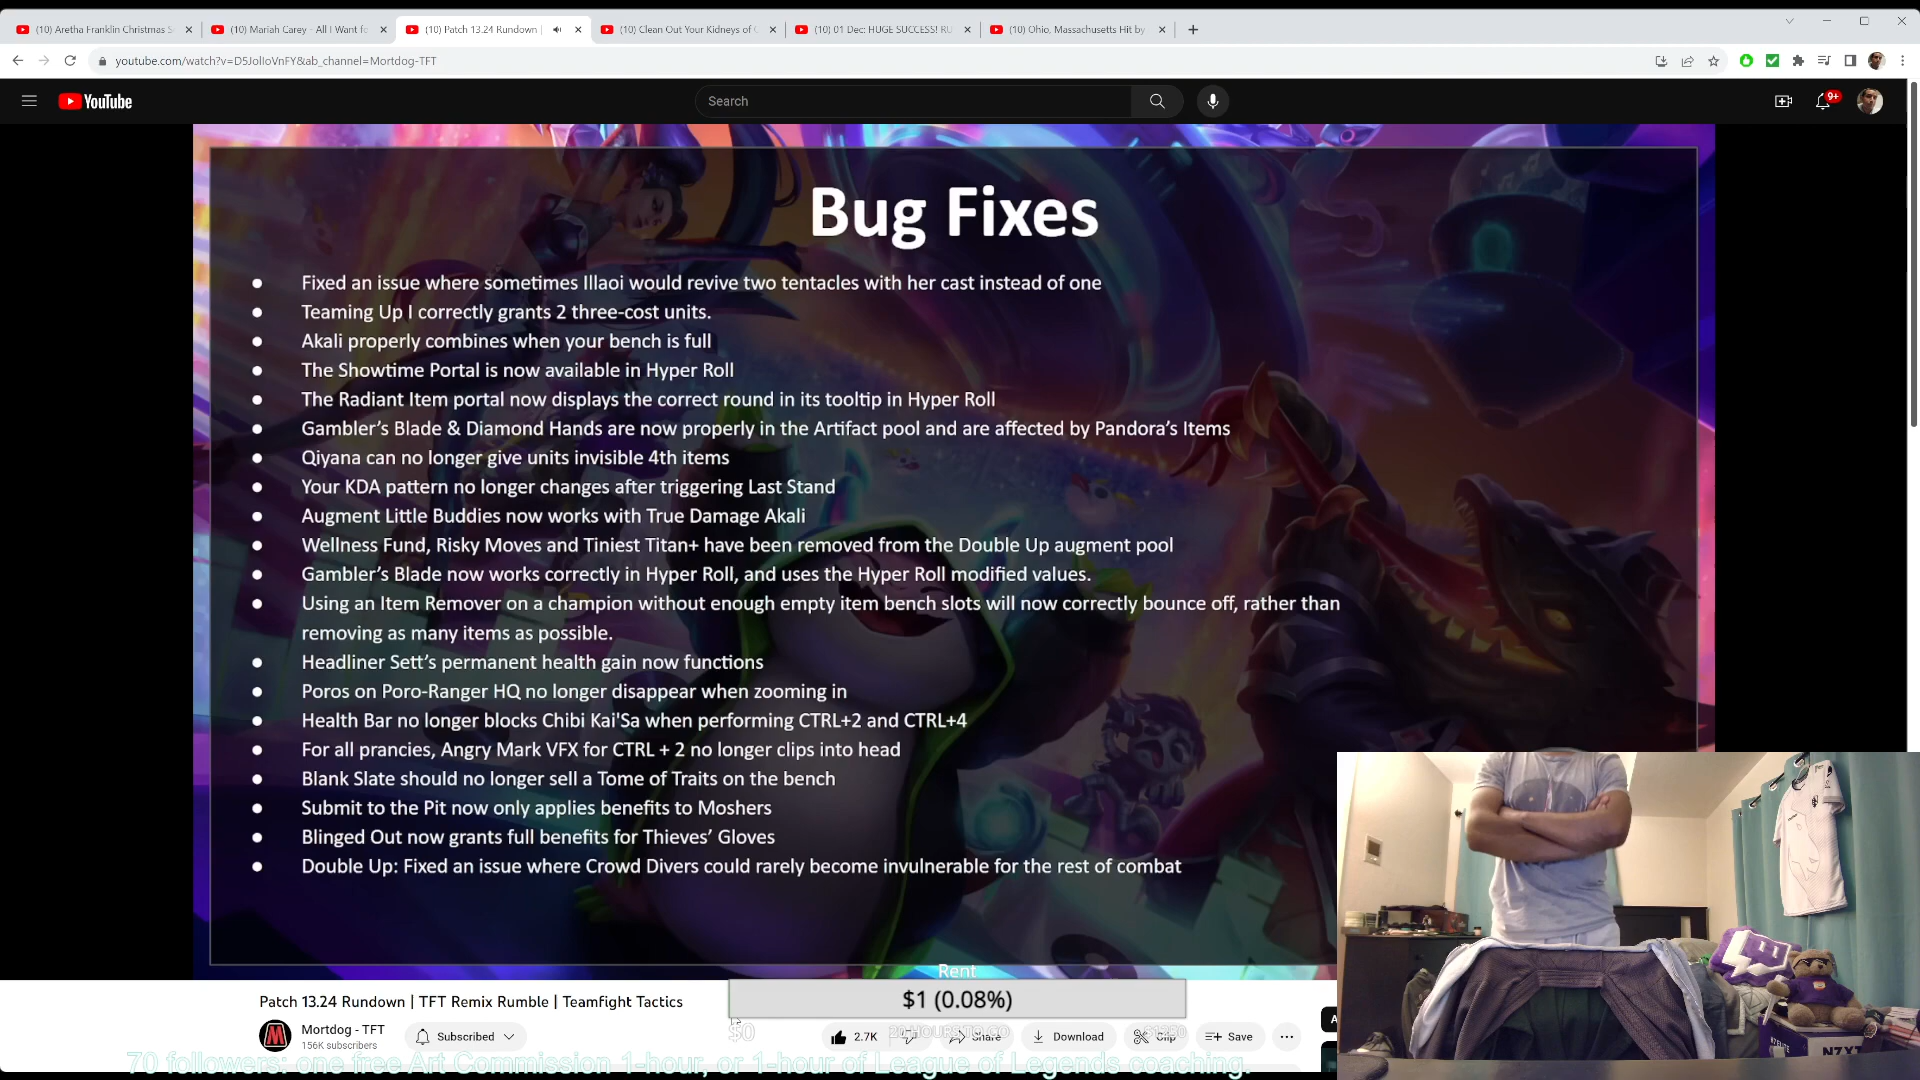 (10) Aretha Franklin Christmas S
(10) Mariah Carey - All I Want fo
(10) Patch 13.24 Rundown |
(10) Clean Out Your Kidneys of
(10) 01 Dec: HUGE SUCCESS! RU
(10) Ohio, Massachusetts Hit by
youtube.com/watch?v=D5JolIoVnFY&ab_channel=Mortdog-TFT
YouTube
Search
9+
Bug Fixes
● Fixed an issue where sometimes Illaoi would revive two tentacles with her cast instead of one
● Teaming Up I correctly grants 2 three-cost units.
● Akali properly combines when your bench is full
● The Showtime Portal is now available in Hyper Roll
● The Radiant Item portal now displays the correct round in its tooltip in Hyper Roll
● Gambler's Blade & Diamond Hands are now properly in the Artifact pool and are affected by Pandora's Items
● Qiyana can no longer give units invisible 4th items
● Your KDA pattern no longer changes after triggering Last Stand
● Augment Little Buddies now works with True Damage Akali
● Wellness Fund, Risky Moves and Tiniest Titan+ have been removed from the Double Up augment pool
● Gambler's Blade now works correctly in Hyper Roll, and uses the Hyper Roll modified values.
● Using an Item Remover on a champion without enough empty item bench slots will now correctly bounce off, rather than
removing as many items as possible.
● Headliner Sett's permanent health gain now functions
● Poros on Poro-Ranger HQ no longer disappear when zooming in
● Health Bar no longer blocks Chibi Kai'Sa when performing CTRL+2 and CTRL+4
● For all prancies, Angry Mark VFX for CTRL + 2 no longer clips into head
● Blank Slate should no longer sell a Tome of Traits on the bench
● Submit to the Pit now only applies benefits to Moshers
● Blinged Out now grants full benefits for Thieves' Gloves
● Double Up: Fixed an issue where Crowd Divers could rarely become invulnerable for the rest of combat
Rent
$1 (0.08%)
$0
Patch 13.24 Rundown | TFT Remix Rumble | Teamfight Tactics
Mortdog - TFT
156K subscribers
Subscribed
2.7K
Share
Download
Clip
Save
70 followers: one free Art Commission 1-hour, or 1-hour of League of Legends coaching.